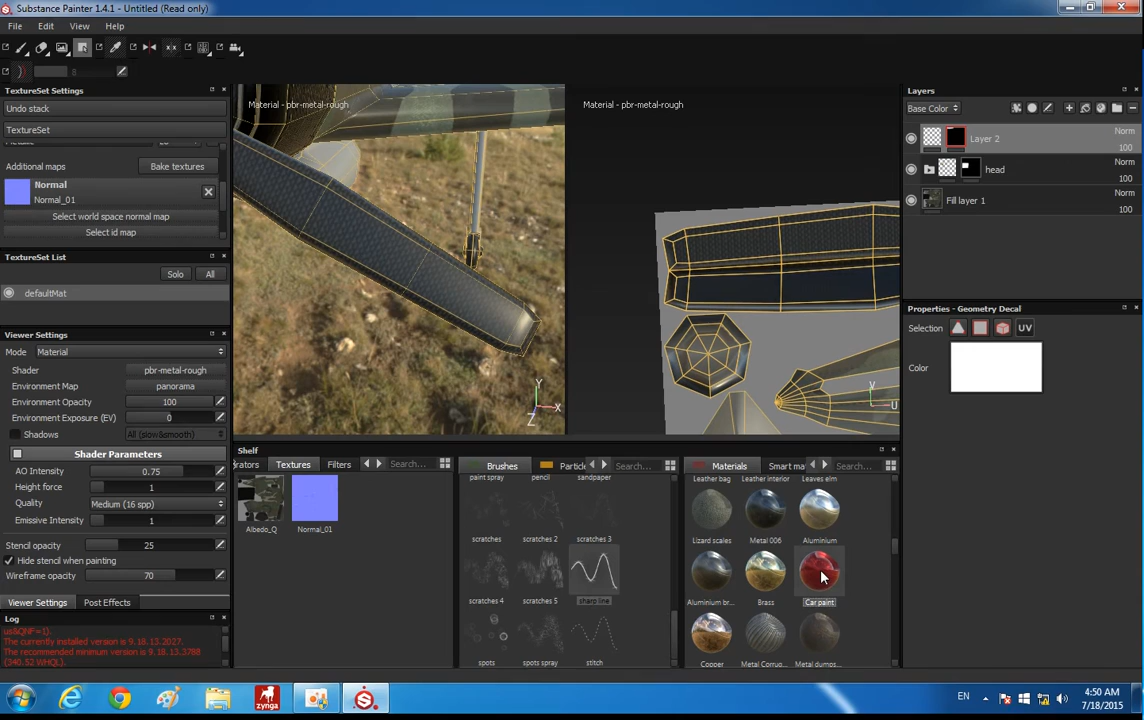 Substance Painter 1.4.1 - Untitled (Read only)
File Edit View Help
TextureSet Settings
Undo stack
TextureSet
Additional maps Bake textures
Normal
Normal_01
Select world space normal map
Select id map
TextureSet List
Solo All
defaultMat
Viewer Settings
Mode Material
Shader pbr-metal-rough
Environment Map panorama
Environment Opacity 100
Environment Exposure (EV) 0
Shadows All (slow&smooth)
Shader Parameters
AO Intensity 0.75
Height force 1
Quality Medium (16 spp)
Emissive Intensity 1
Stencil opacity 25
Hide stencil when painting
Wireframe opacity 70
Viewer Settings Post Effects
Log
us&QNF=1).
The currently installed version is 9.18.13.2027.
The recommended minimum version is 9.18.13.3788
(340.52 WHQL).
Material - pbr-metal-rough
Y
X
Z
Material - pbr-metal-rough
V
U
Shelf
erators Textures Filters Search...
Albedo_Q Normal_01
Brushes Particle Search...
paint spray pencil sandpaper
scratches scratches 2 scratches 3
scratches 4 scratches 5 sharp line
spots spots spray stitch
Materials Smart ma Search...
Leather bag Leather interior Leaves elm
Lizard scales Metal 006 Aluminium
Aluminium br... Brass Car paint
Copper Metal Corrug... Metal dumps...
Layers
Base Color
Layer 2 Norm
100
head Norm
100
Fill layer 1 Norm
100
Properties - Geometry Decal
Selection UV
Color
EN 4:50 AM
7/18/2015
zynga